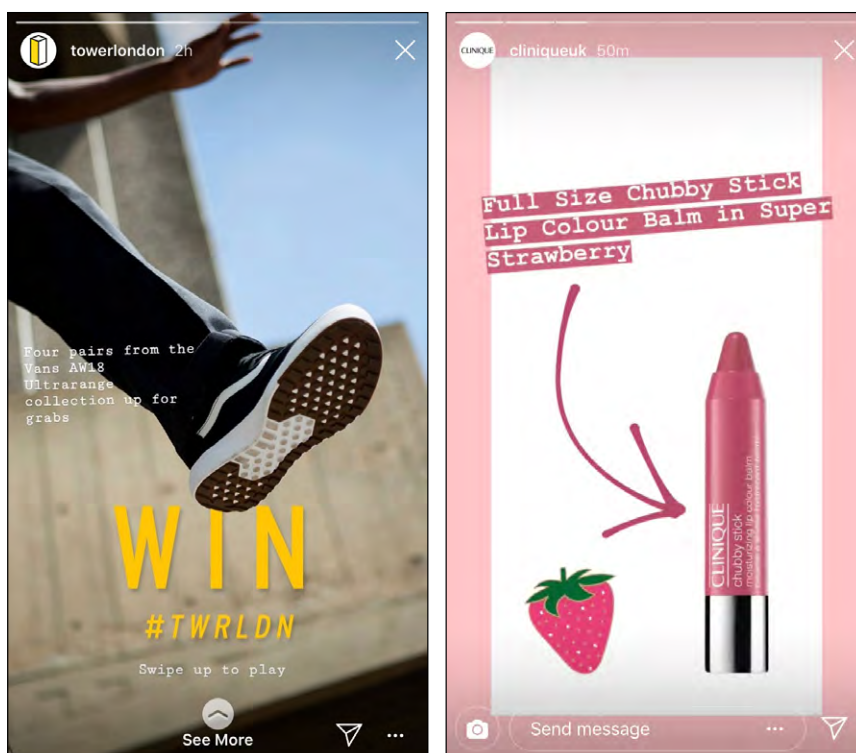 towerlondon 2h
Four pairs from the
Vans AW18
Ultrarange
collection up for
grabs
WIN
#TWRLDN
Swipe up to play
See More
CLINIQUE
cliniqueuk 50m
Full Size Chubby Stick
Lip Colour Balm in Super
Strawberry
CLINIQUE
chubby stick
moisturizing lip colour balm
Send message